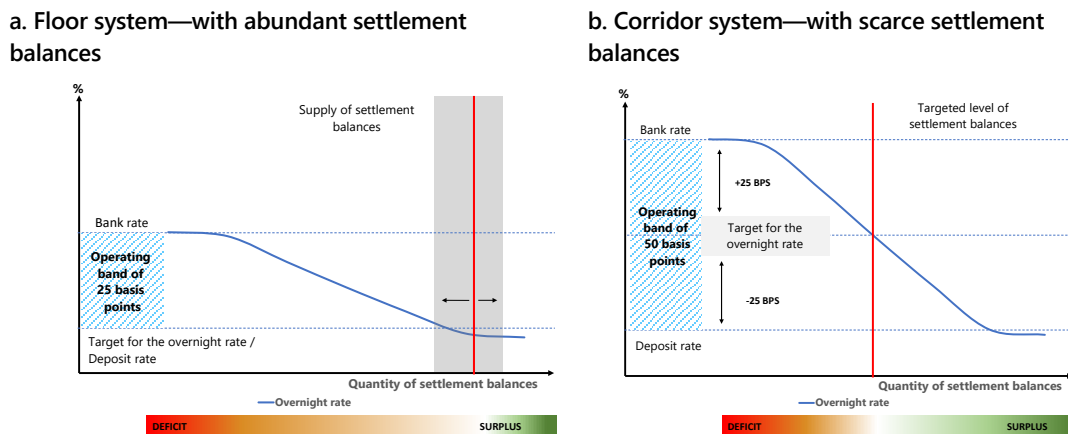 a. Floor system—with abundant settlement
balances
%
Supply of settlement
balances
Bank rate
Operating
band of
25 basis
points
Target for the overnight rate /
Deposit rate
Quantity of settlement balances
Overnight rate
DEFICIT
SURPLUS
b. Corridor system—with scarce settlement
balances
%
Targeted level of
settlement balances
Bank rate
+25 BPS
Operating
band of
50 basis
points
Target for the
overnight rate
-25 BPS
Deposit rate
Quantity of settlement balances
Overnight rate
DEFICIT
SURPLUS